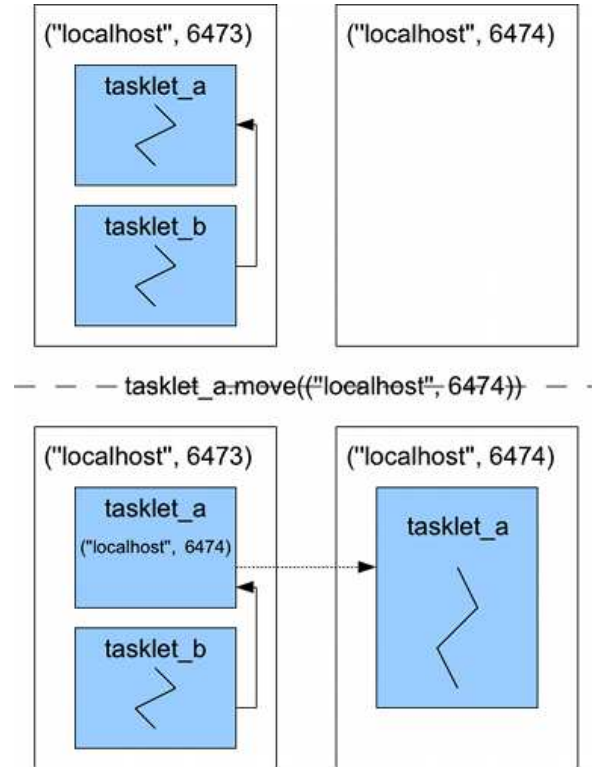 ("localhost", 6473)
("localhost", 6474)
tasklet_a
tasklet_b
tasklet_a.move(("localhost", 6474))
("localhost", 6473)
("localhost", 6474)
tasklet_a
("localhost", 6474)
tasklet_a
tasklet_b